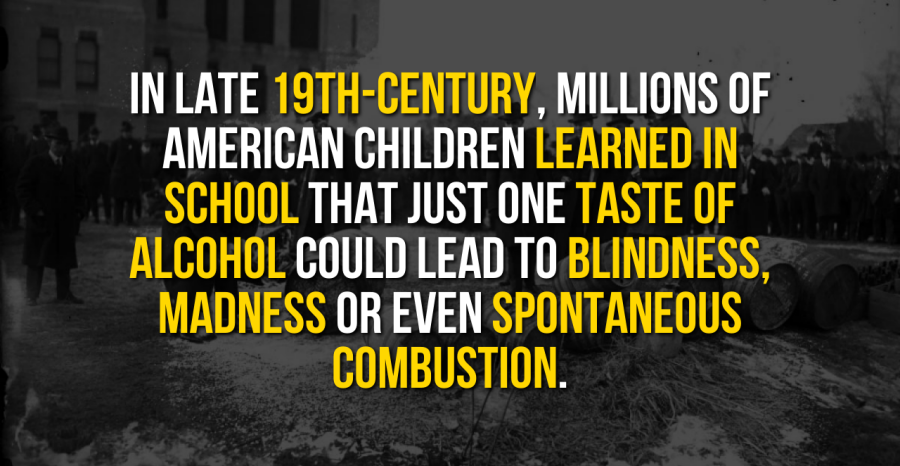 IN LATE 19TH-CENTURY, MILLIONS OF
AMERICAN CHILDREN LEARNED IN
SCHOOL THAT JUST ONE TASTE OF
ALCOHOL COULD LEAD TO BLINDNESS,
MADNESS OR EVEN SPONTANEOUS
COMBUSTION.